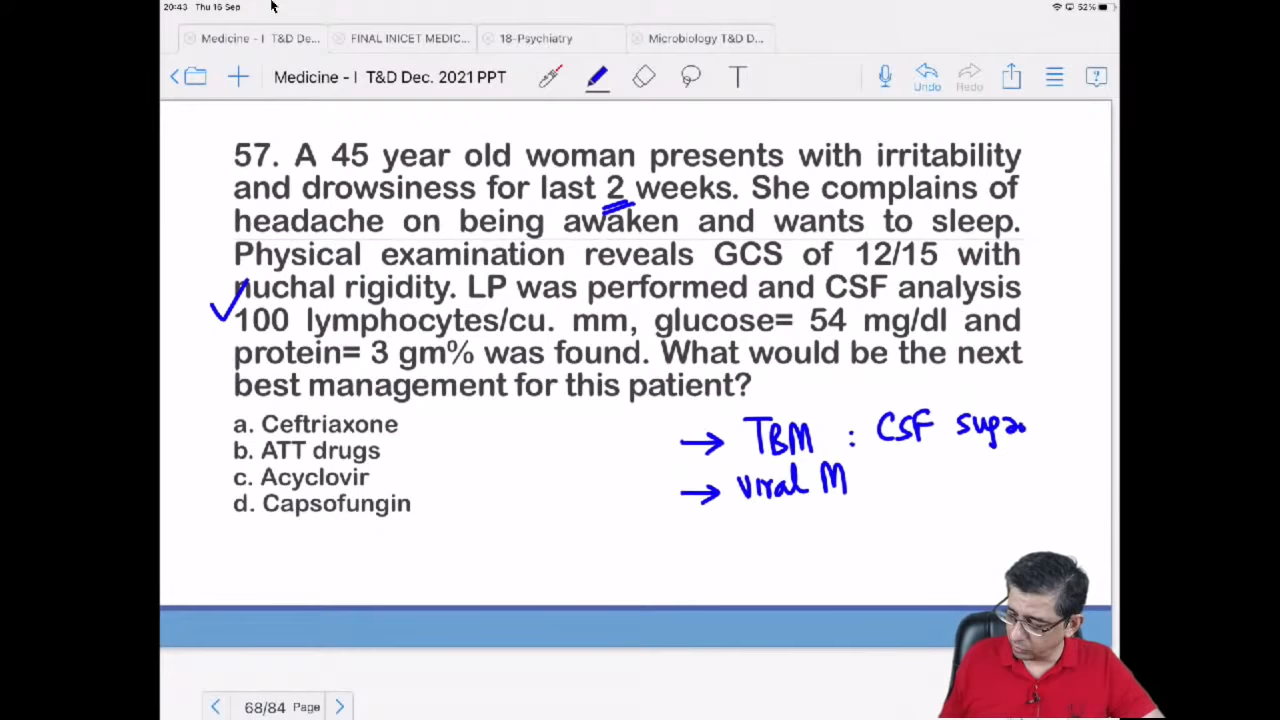 20:43 Thu 16 Sep
52%
Medicine - I T&D De...
FINAL INICET MEDIC...
18-Psychiatry
Microbiology T&D D...
Medicine - I T&D Dec. 2021 PPT
T
Undo
Redo
?
57. A 45 year old woman presents with irritability
and drowsiness for last 2 weeks. She complains of
headache on being awaken and wants to sleep.
Physical examination reveals GCS of 12/15 with
nuchal rigidity. LP was performed and CSF analysis
100 lymphocytes/cu. mm, glucose= 54 mg/dl and
protein= 3 gm% was found. What would be the next
best management for this patient?
a. Ceftriaxone
b. ATT drugs
c. Acyclovir
d. Capsofungin
→ TBM : CSF sugar
→ Viral M
68/84 Page